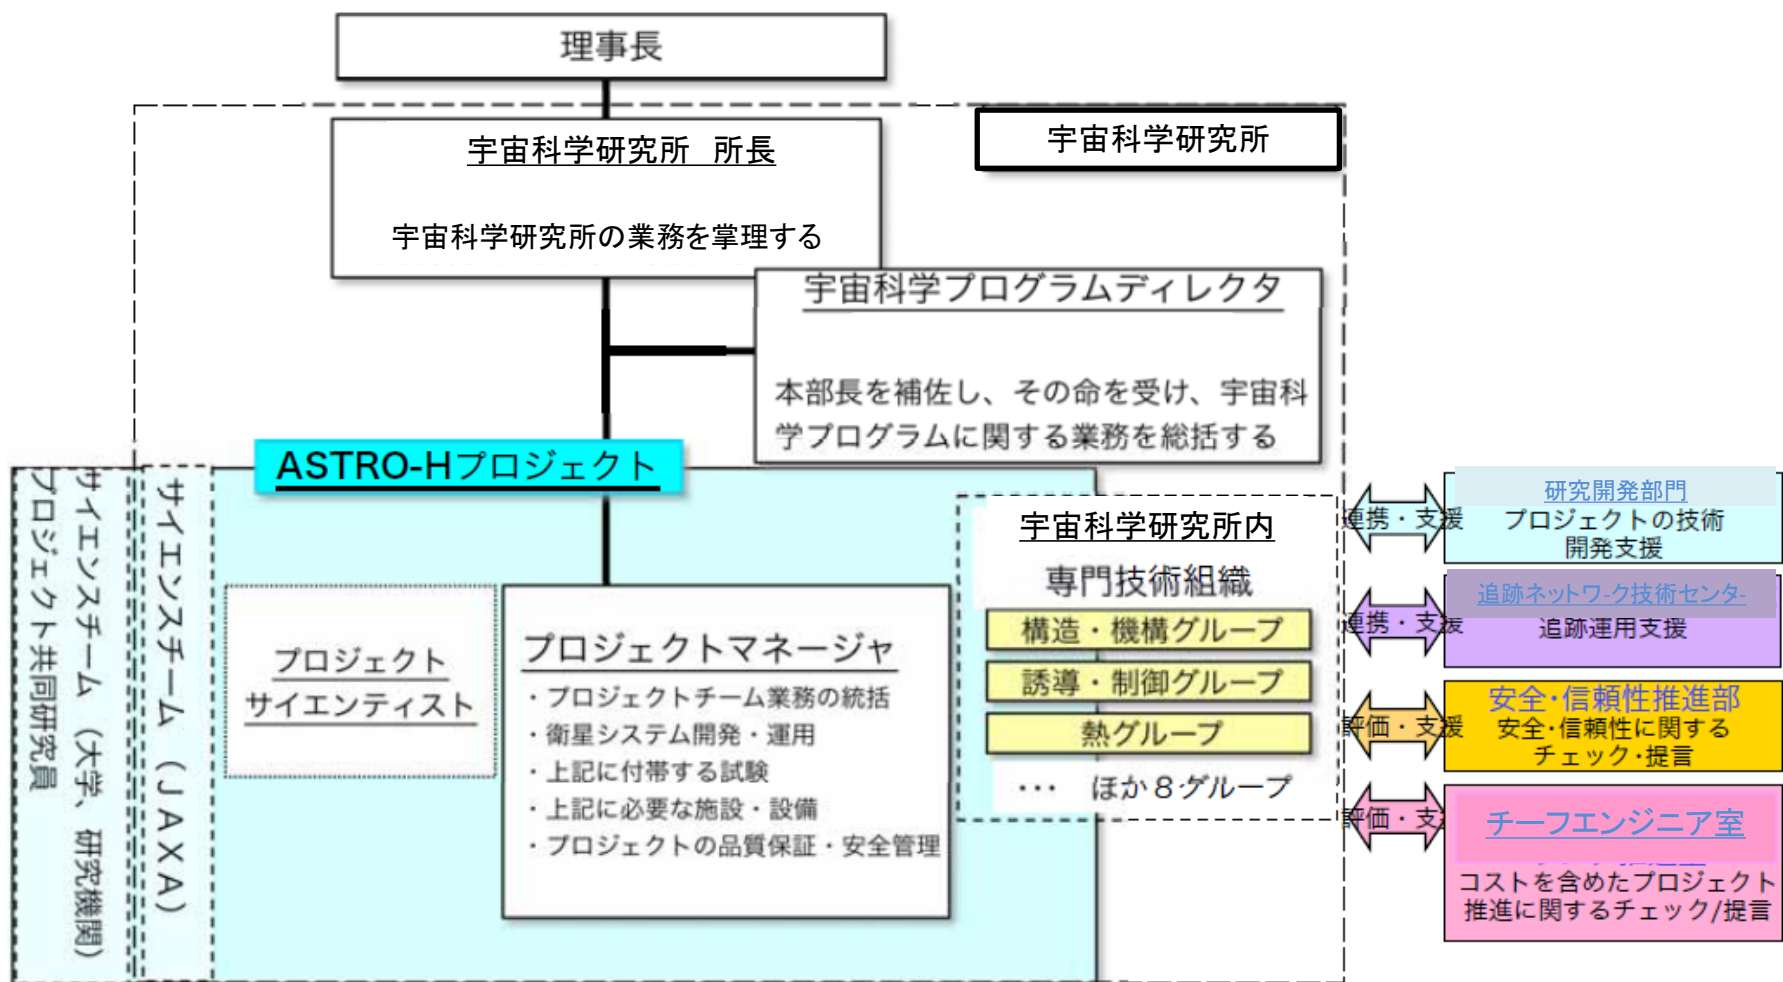 理事長
宇宙科学研究所 所長
宇宙科学研究所の業務を掌理する
宇宙科学研究所
宇宙科学プログラムディレクタ
本部長を補佐し、その命を受け、宇宙科
学プログラムに関する業務を総括する
ASTRO-Hプロジェクト
サイエンスチーム（大学、研究機関）
プロジェクト共同研究員
サイエンスチーム（JAXA）
プロジェクト
サイエンティスト
プロジェクトマネージャ
・プロジェクトチーム業務の統括
・衛星システム開発・運用
・上記に付帯する試験
・上記に必要な施設・設備
・プロジェクトの品質保証・安全管理
宇宙科学研究所内
専門技術組織
構造・機構グループ
誘導・制御グループ
熱グループ
… ほか８グループ
連携・支援
研究開発部門
プロジェクトの技術
開発支援
連携・支援
追跡ネットワ-ク技術センタ-
追跡運用支援
評価・支援
安全・信頼性推進部
安全・信頼性に関する
チェック・提言
評価・支援
チーフエンジニア室
コストを含めたプロジェクト
推進に関するチェック/提言